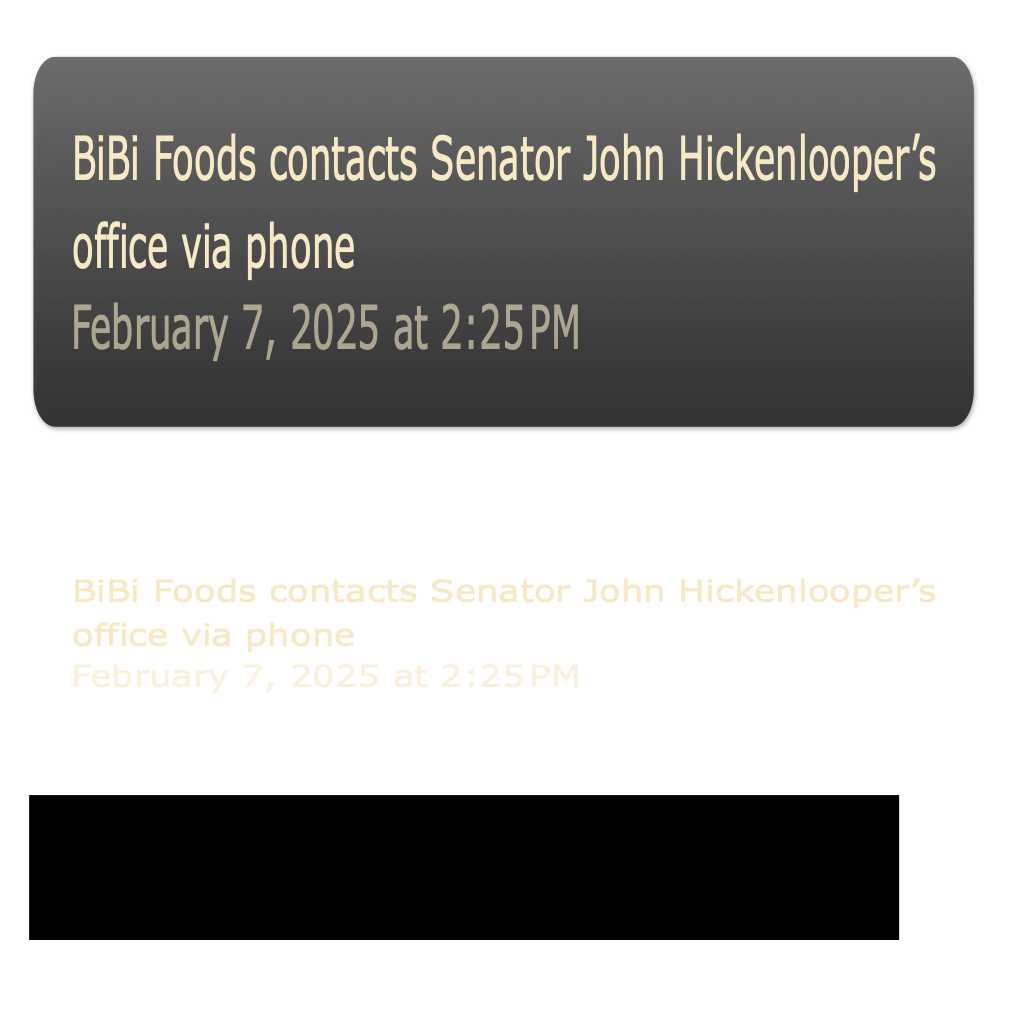 BiBi Foods contacts Senator John Hickenlooper’s
office via phone
February 7, 2025 at 2:25 PM
BiBi Foods contacts Senator John Hickenlooper’s
office via phone
February 7, 2025 at 2:25 PM